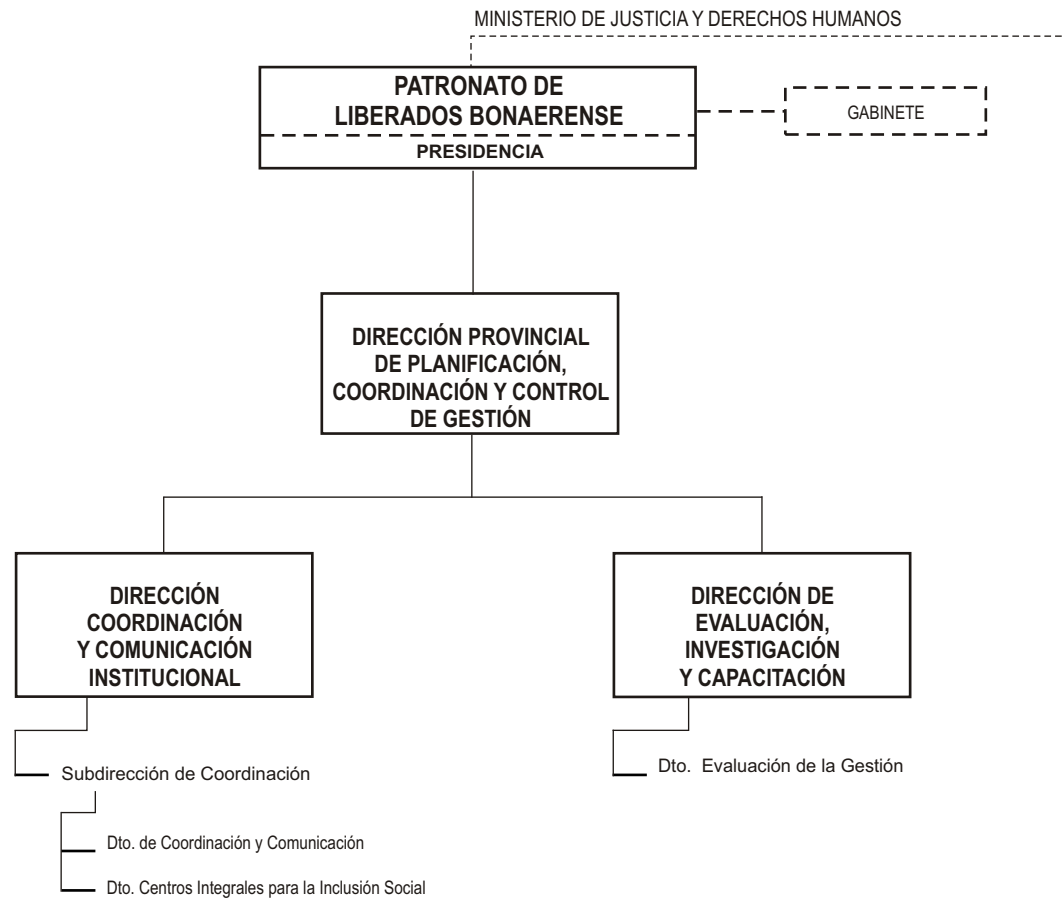 MINISTERIO DE JUSTICIA Y DERECHOS HUMANOS
PATRONATO DE
LIBERADOS BONAERENSE
PRESIDENCIA
GABINETE
DIRECCIÓN PROVINCIAL
DE PLANIFICACIÓN,
COORDINACIÓN Y CONTROL
DE GESTIÓN
DIRECCIÓN
COORDINACIÓN
Y COMUNICACIÓN
INSTITUCIONAL
Subdirección de Coordinación
Dto. de Coordinación y Comunicación
Dto. Centros Integrales para la Inclusión Social
DIRECCIÓN DE
EVALUACIÓN,
INVESTIGACIÓN
Y CAPACITACIÓN
Dto. Evaluación de la Gestión